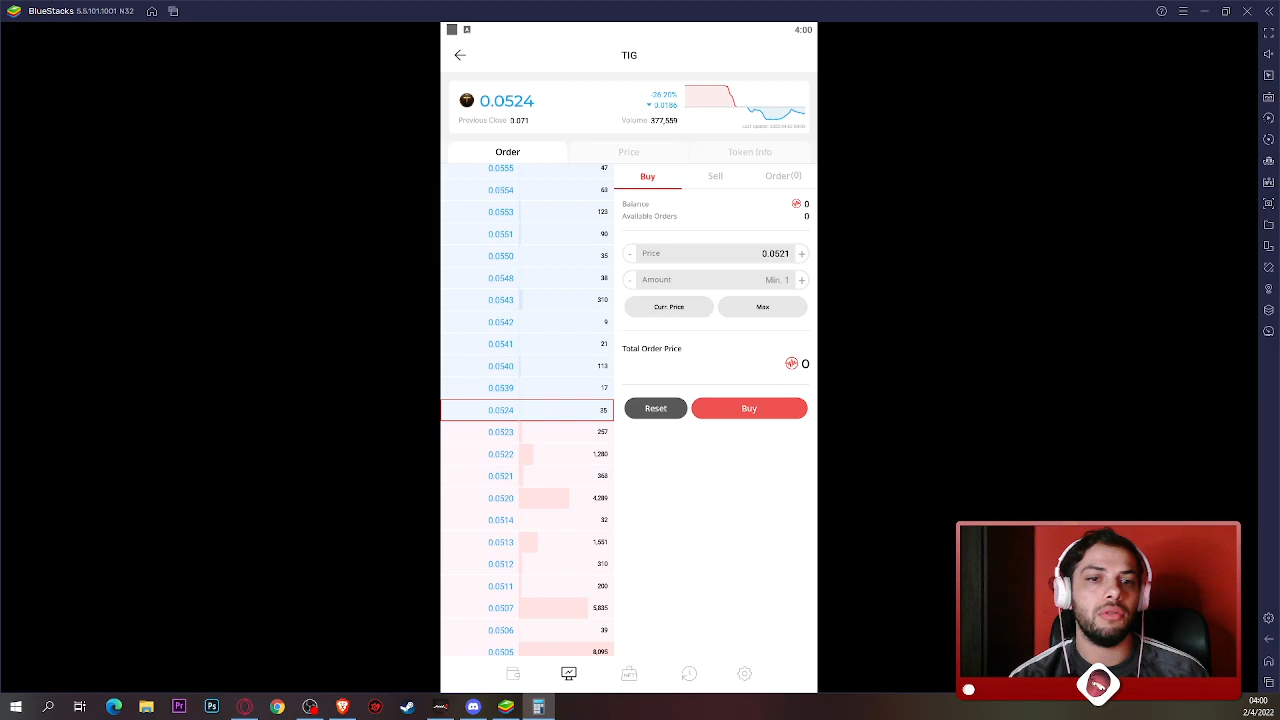 BlueStacks 5.5.101.1001 N32
A
4:00
TIG
0.0524
-26.20%
0.0186
Previous Close 0.071
Volume 377,559
Order Price Token Info
0.0555 47
0.0554 63
0.0553 123
0.0551 90
0.0550 35
0.0548 38
0.0543 310
0.0542 9
0.0541 21
0.0540 113
0.0539 17
0.0524 35
0.0523 257
0.0522 1,280
0.0521 368
0.0520 4,289
0.0514 32
0.0513 1,551
0.0512 310
0.0511 200
0.0507 5,835
0.0506 39
0.0505 8,095
Buy Sell Order(0)
Balance 0
Available Orders 0
- Price 0.0521 +
- Amount Min. 1 +
Curr. Price Max
Total Order Price
0
Reset Buy
NFT
Pr Ps
04:00
2/4/2022